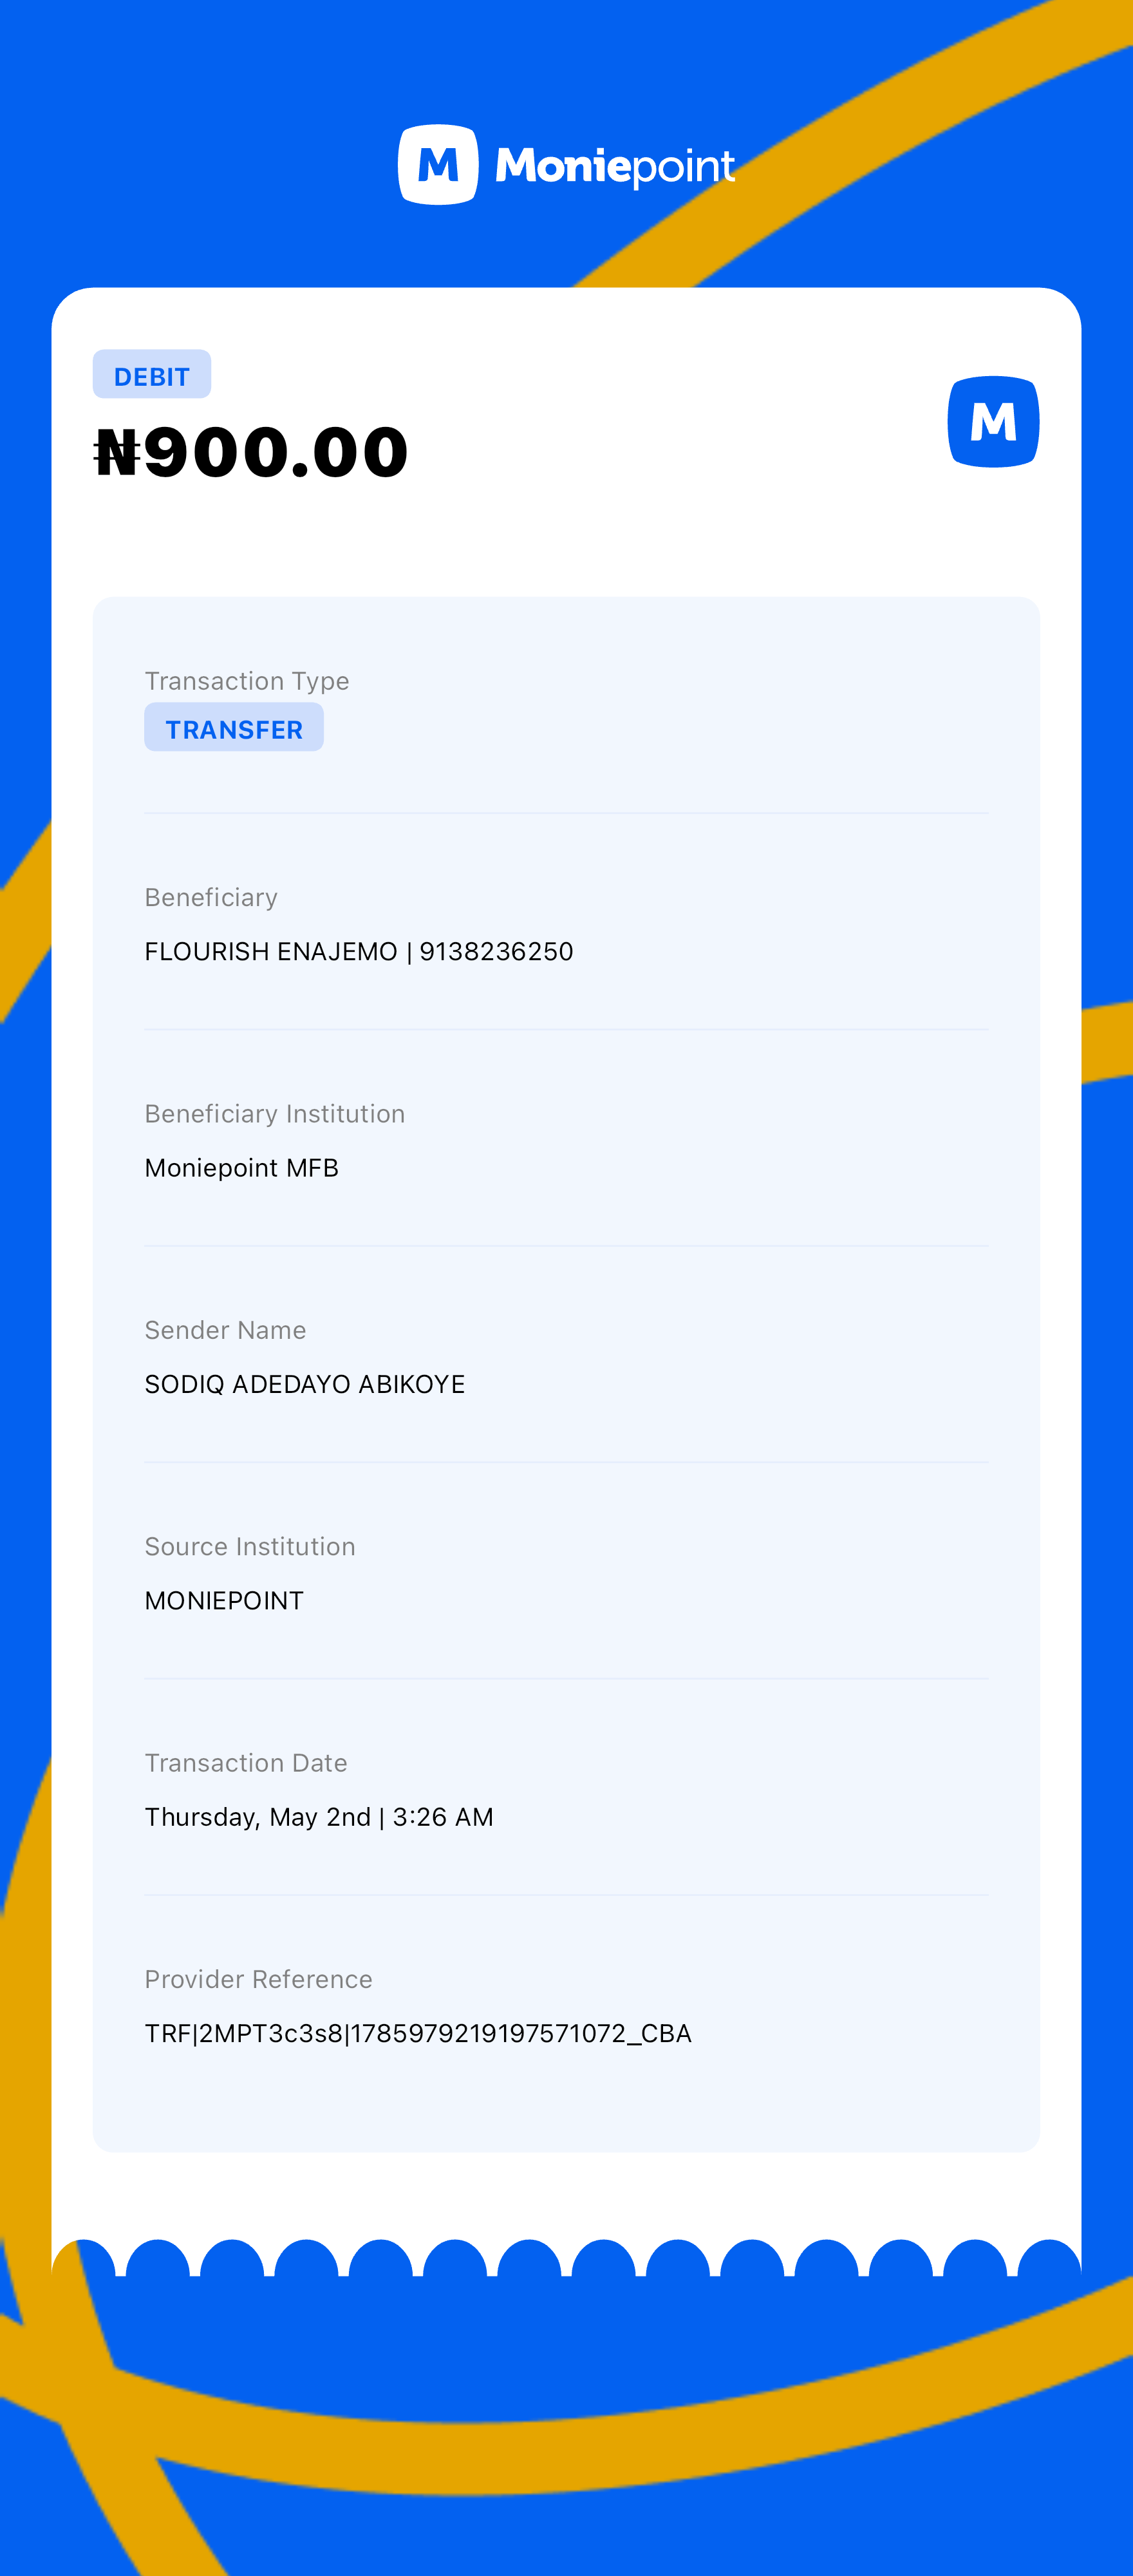 M Moniepoint
DEBIT
₦900.00
M
Transaction Type
TRANSFER
Beneficiary
FLOURISH ENAJEMO | 9138236250
Beneficiary Institution
Moniepoint MFB
Sender Name
SODIQ ADEDAYO ABIKOYE
Source Institution
MONIEPOINT
Transaction Date
Thursday, May 2nd | 3:26 AM
Provider Reference
TRF|2MPT3c3s8|1785979219197571072_CBA